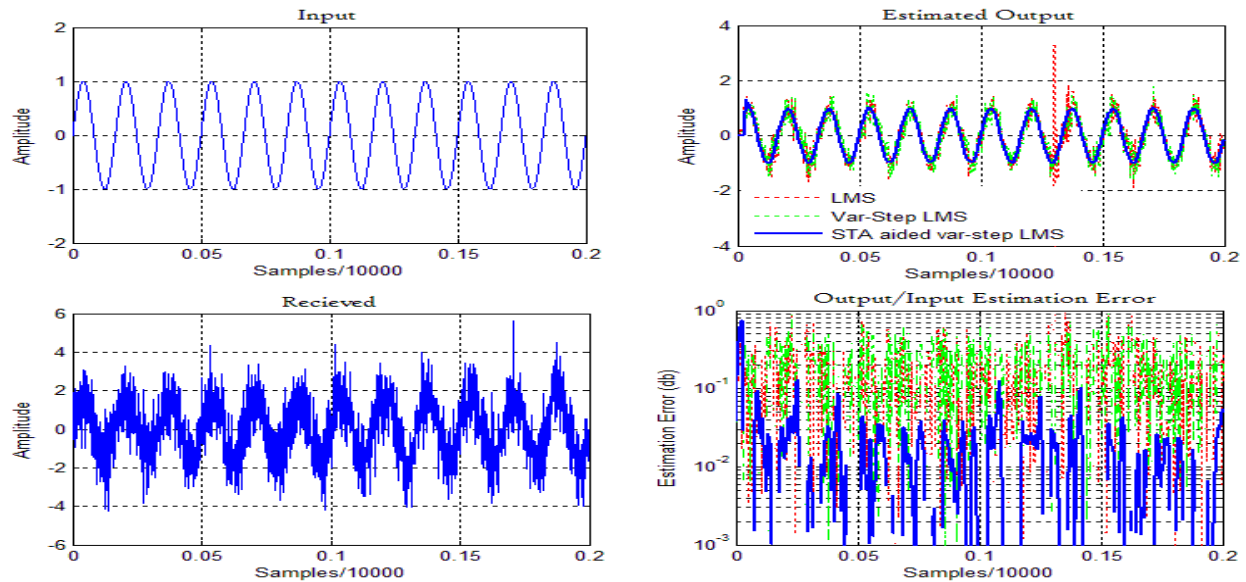 Input
2
1
0
-1
-2
Amplitude
0
0.05
0.1
0.15
0.2
Samples/10000
Estimated Output
4
2
0
-2
-4
Amplitude
LMS
Var-Step LMS
STA aided var-step LMS
0
0.05
0.1
0.15
0.2
Samples/10000
Recieved
6
4
2
0
-2
-4
-6
Amplitude
0
0.05
0.1
0.15
0.2
Samples/10000
Output/Input Estimation Error
10^0
10^-1
10^-2
10^-3
Estimation Error (db)
0
0.05
0.1
0.15
0.2
Samples/10000